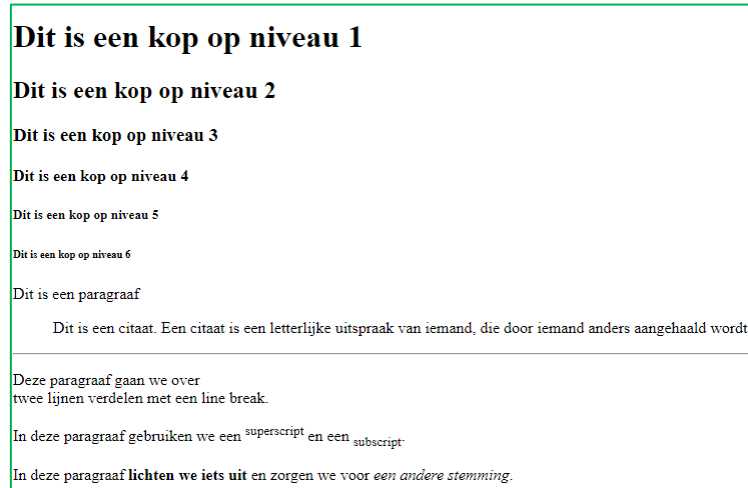 Dit is een kop op niveau 1
Dit is een kop op niveau 2
Dit is een kop op niveau 3
Dit is een kop op niveau 4
Dit is een kop op niveau 5
Dit is een kop op niveau 6
Dit is een paragraaf
Dit is een citaat. Een citaat is een letterlijke uitspraak van iemand, die door iemand anders aangehaald wordt
Deze paragraaf gaan we over
twee lijnen verdelen met een line break.
In deze paragraaf gebruiken we een superscript en een subscript.
In deze paragraaf lichten we iets uit en zorgen we voor een andere stemming.